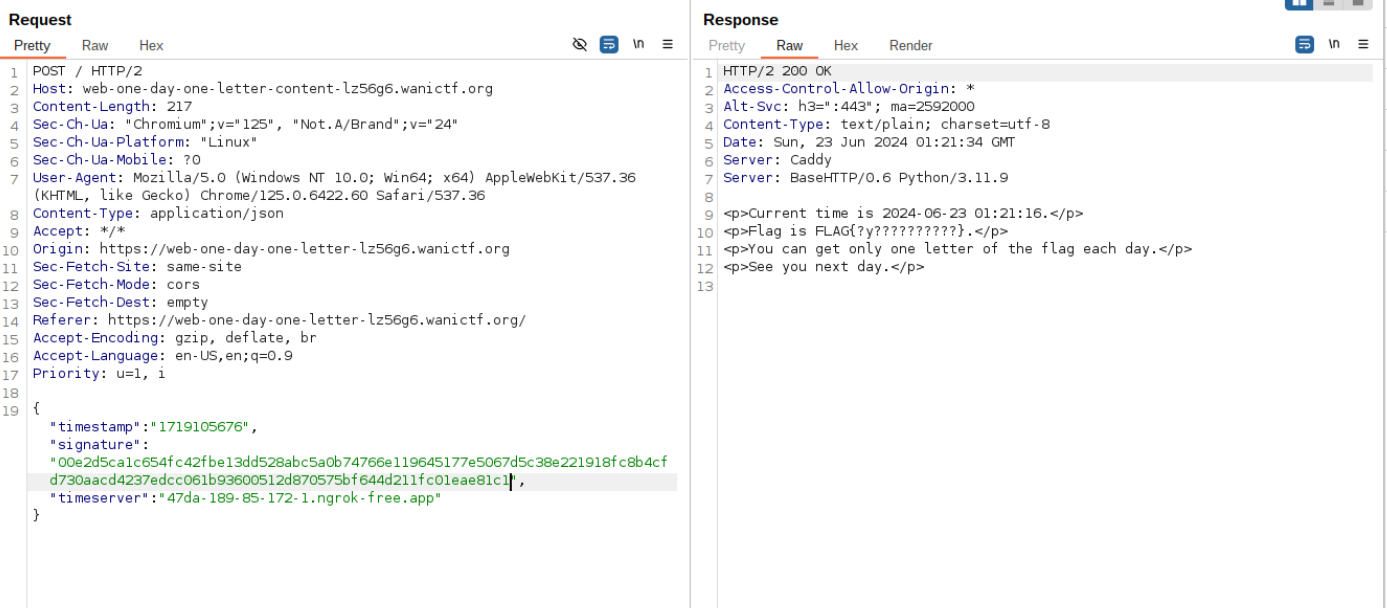 Request
Pretty Raw Hex \n
1 POST / HTTP/2
2 Host: web-one-day-one-letter-content-lz56g6.wanictf.org
3 Content-Length: 217
4 Sec-Ch-Ua: "Chromium";v="125", "Not.A/Brand";v="24"
5 Sec-Ch-Ua-Platform: "Linux"
6 Sec-Ch-Ua-Mobile: ?0
7 User-Agent: Mozilla/5.0 (Windows NT 10.0; Win64; x64) AppleWebKit/537.36
(KHTML, like Gecko) Chrome/125.0.6422.60 Safari/537.36
8 Content-Type: application/json
9 Accept: */*
10 Origin: https://web-one-day-one-letter-lz56g6.wanictf.org
11 Sec-Fetch-Site: same-site
12 Sec-Fetch-Mode: cors
13 Sec-Fetch-Dest: empty
14 Referer: https://web-one-day-one-letter-lz56g6.wanictf.org/
15 Accept-Encoding: gzip, deflate, br
16 Accept-Language: en-US,en;q=0.9
17 Priority: u=1, i
18
19 {
"timestamp":"1719105676",
"signature":
"00e2d5ca1c654fc42fbe13dd528abc5a0b74766e119645177e5067d5c38e221918fc8b4cf
d730aacd4237edcc061b93600512d870575bf644d211fc01eae81c1",
"timeserver":"47da-189-85-172-1.ngrok-free.app"
}
Response
Pretty Raw Hex Render \n
1 HTTP/2 200 OK
2 Access-Control-Allow-Origin: *
3 Alt-Svc: h3=":443"; ma=2592000
4 Content-Type: text/plain; charset=utf-8
5 Date: Sun, 23 Jun 2024 01:21:34 GMT
6 Server: Caddy
7 Server: BaseHTTP/0.6 Python/3.11.9
8
9 <p>Current time is 2024-06-23 01:21:16.</p>
10 <p>Flag is FLAG{?y??????????}.</p>
11 <p>You can get only one letter of the flag each day.</p>
12 <p>See you next day.</p>
13